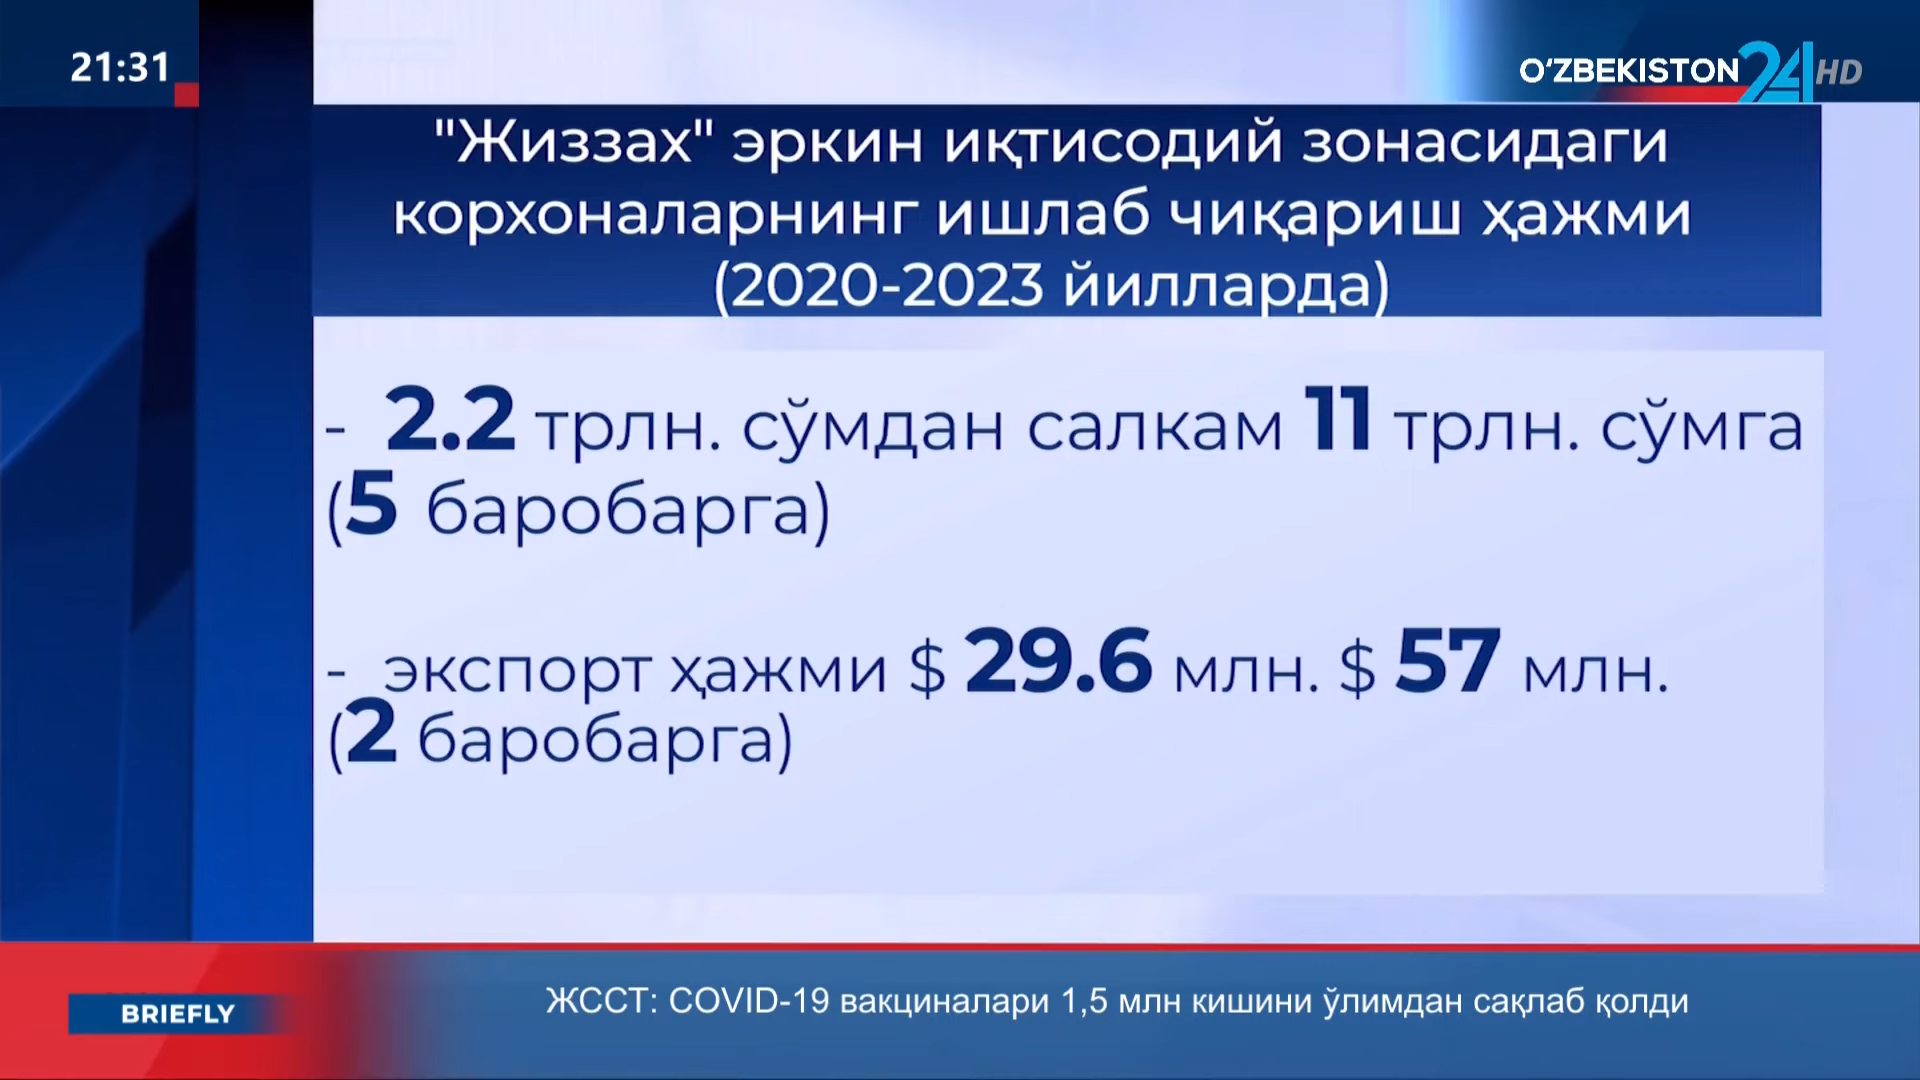 21:31
O‘ZBEKISTON 24 HD
"Жиззах" эркин иқтисодий зонасидаги
корхоналарнинг ишлаб чиқариш ҳажми
(2020-2023 йилларда)
- 2.2 трлн. сўмдан салкам 11 трлн. сўмга
(5 баробарга)
- экспорт ҳажми $ 29.6 млн. $ 57 млн.
(2 баробарга)
BRIEFLY
ЖССТ: COVID-19 вакциналари 1,5 млн кишини ўлимдан сақлаб қолди